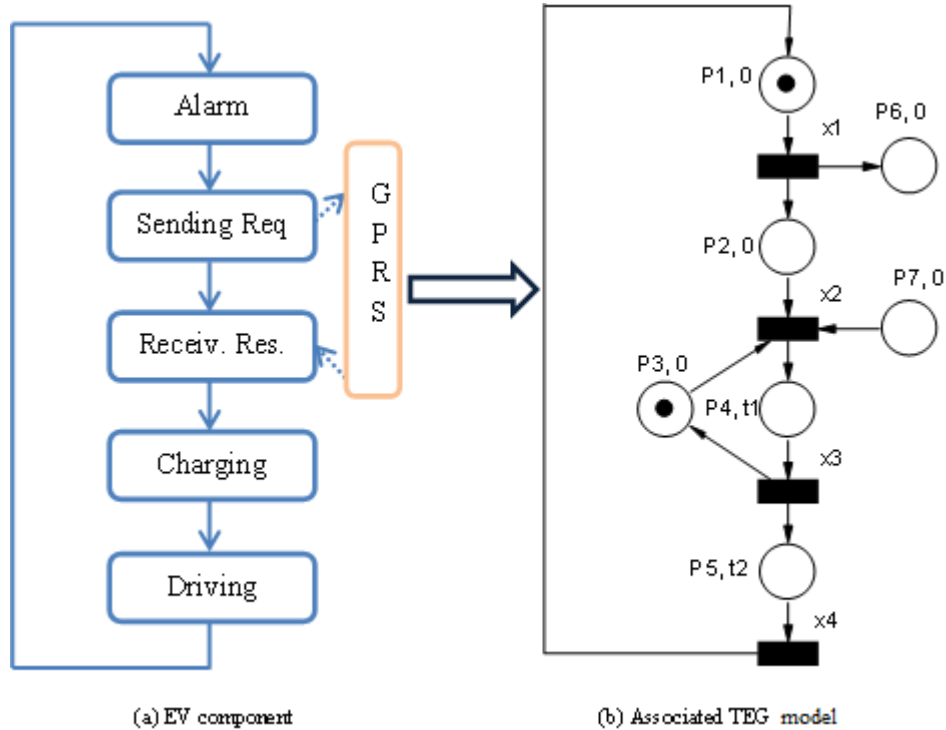 Alarm
Sending Req
Receiv. Res.
Charging
Driving
G
P
R
S
(a) EV component
P1, 0
x1
P6, 0
P2, 0
x2
P7, 0
P3, 0
P4, t1
x3
P5, t2
x4
(b) Associated TEG model